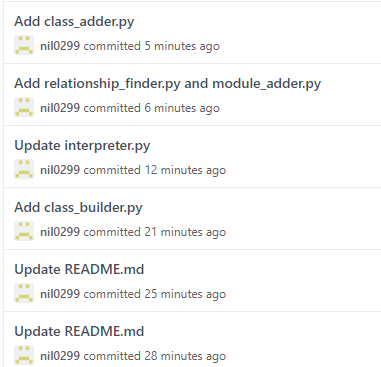 Add class_adder.py
nil0299 committed 5 minutes ago
Add relationship_finder.py and module_adder.py
nil0299 committed 6 minutes ago
Update interpreter.py
nil0299 committed 12 minutes ago
Add class_builder.py
nil0299 committed 21 minutes ago
Update README.md
nil0299 committed 25 minutes ago
Update README.md
nil0299 committed 28 minutes ago